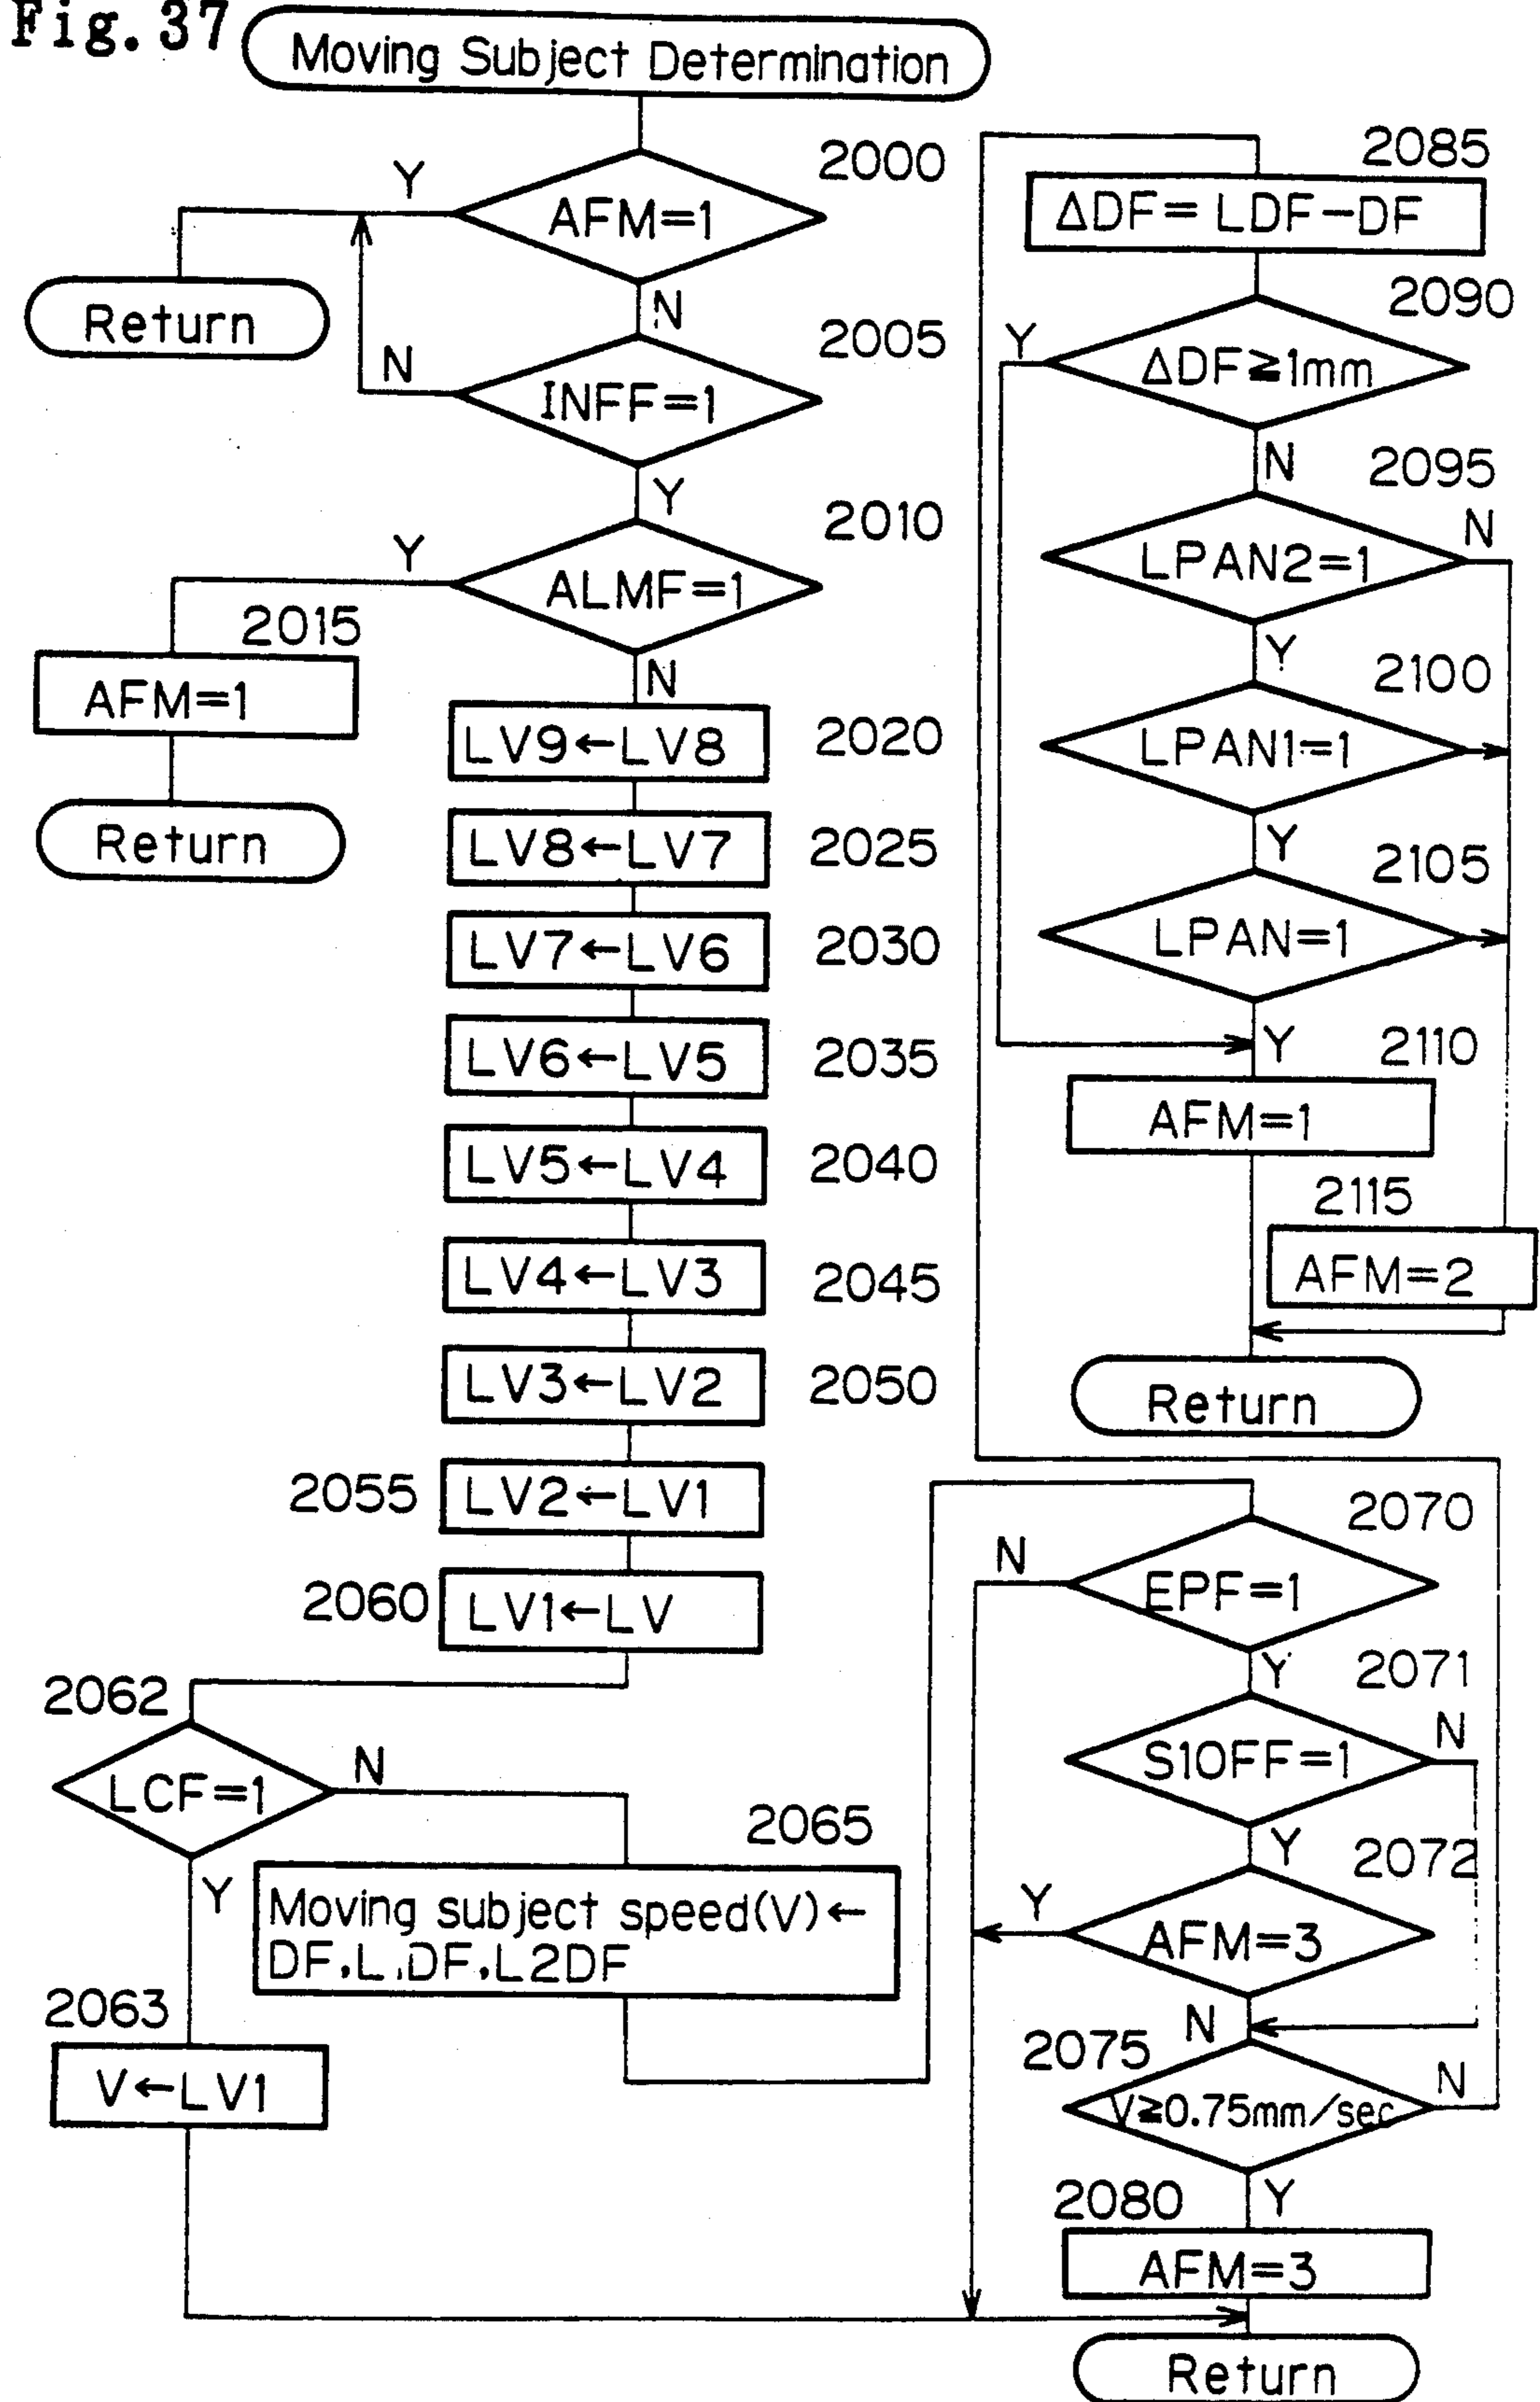 Fig. 37
Moving Subject Determination
2000
Y
AFM=1
N
Return
2005
N
INFF=1
Y
2010
Y
ALMF=1
N
2015
AFM=1
Return
LV9←LV8
2020
LV8←LV7
2025
LV7←LV6
2030
LV6←LV5
2035
LV5←LV4
2040
LV4←LV3
2045
LV3←LV2
2050
2055
LV2←LV1
2060
LV1←LV
2062
LCF=1
N
Y
2065
Moving subject speed(V)←
DF,L,DF,L2DF
2063
V←LV1
2070
N
EPF=1
Y
2071
S1OFF=1
N
Y
2072
Y
AFM=3
N
2075
V≧0.75mm/sec
N
Y
2080
AFM=3
Return
2085
ΔDF=LDF-DF
2090
Y
ΔDF≧1mm
N
2095
LPAN2=1
N
Y
2100
LPAN1=1
Y
2105
LPAN=1
Y
2110
AFM=1
2115
AFM=2
Return